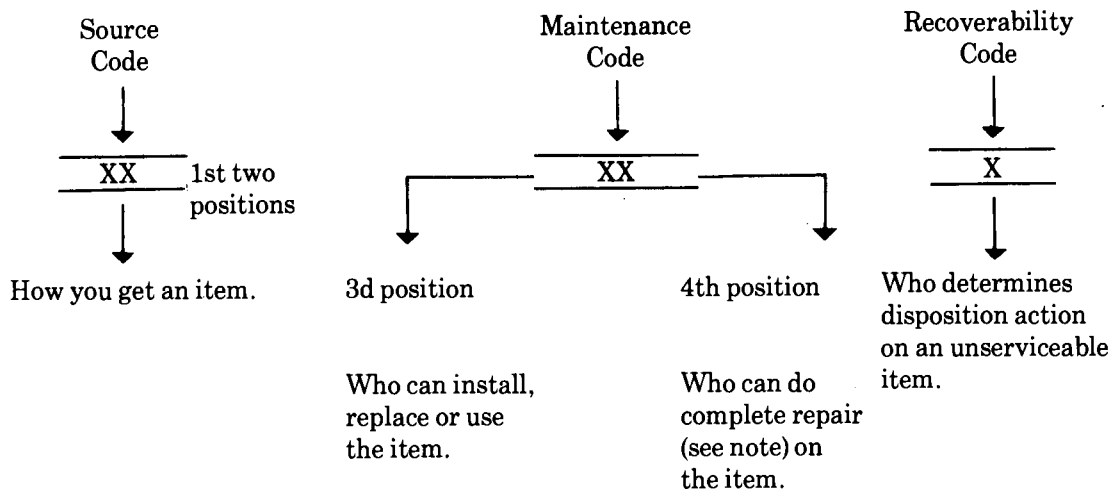 Source
Code
XX
1st two
positions
How you get an item.
Maintenance
Code
XX
3d position
Who can install,
replace or use
the item.
4th position
Who can do
complete repair
(see note) on
the item.
Recoverability
Code
X
Who determines
disposition action
on an unserviceable
item.